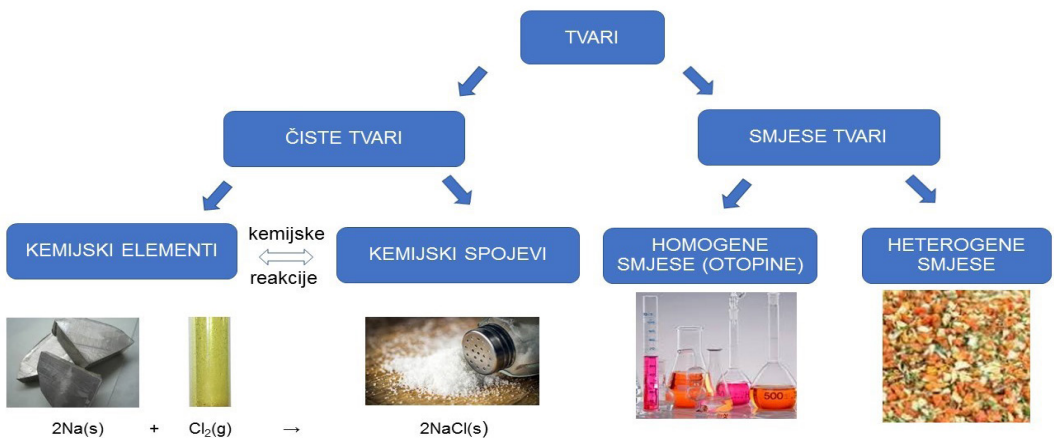 TVARI
ČISTE TVARI
SMJESE TVARI
KEMIJSKI ELEMENTI
kemijske
reakcije
KEMIJSKI SPOJEVI
HOMOGENE
SMJESE (OTOPINE)
HETEROGENE
SMJESE
500
2Na(s) + Cl₂(g) → 2NaCl(s)